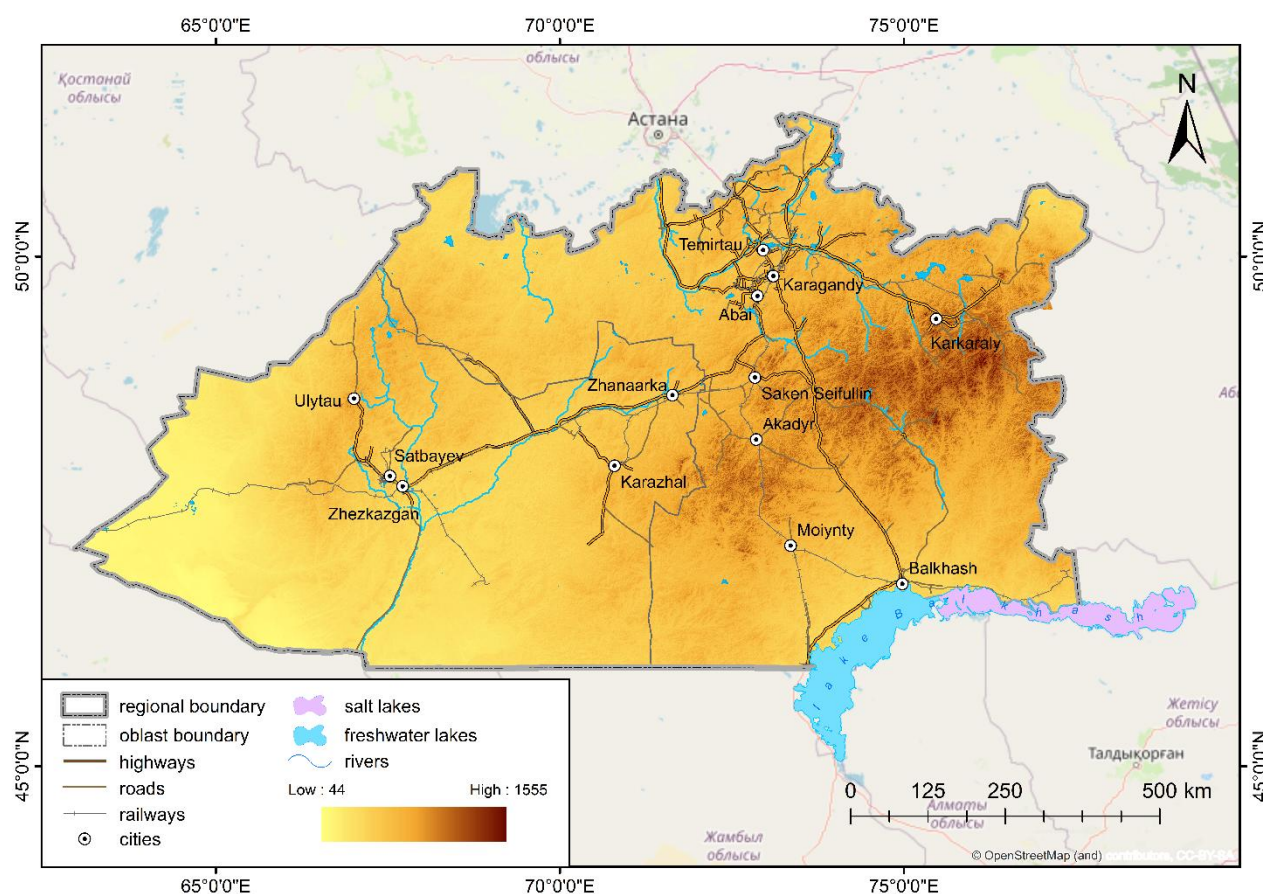 65°0'0"E 70°0'0"E 75°0'0"E
Қостанай
облысы
облысы
Астана
N
50°0'0"N
50°0'0"N
Temirtau
Karagandy
Abai
Karkaraly
Zhanaarka
Saken Seifullin
Ulytau
Akadyr
Satbayev
Karazhal
Zhezkazgan
Moiynty
Balkhash
Lake Balkhash
Жетісу
облысы
Талдықорған
regional boundary
oblast boundary
highways
roads
railways
cities
salt lakes
freshwater lakes
rivers
Low : 44 High : 1555
45°0'0"N
45°0'0"N
0 125 250 500 km
Алматы
облысы
Жамбыл
облысы
© OpenStreetMap (and) contributors, CC-BY-SA
65°0'0"E 70°0'0"E 75°0'0"E